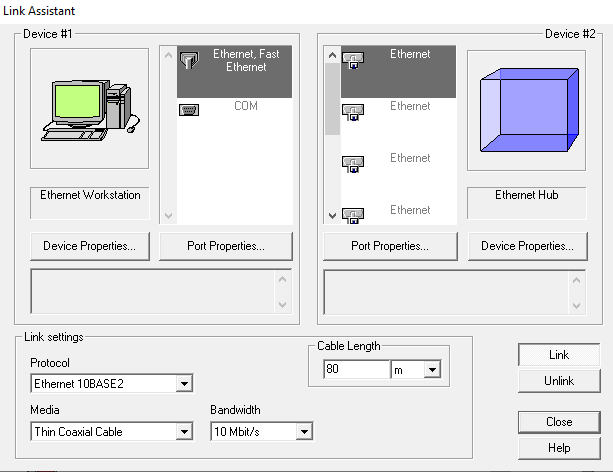 Link Assistant
Device #1
Ethernet, Fast
Ethernet
COM
Ethernet Workstation
Device Properties...
Port Properties...
Device #2
Ethernet
Ethernet
Ethernet
Ethernet
Ethernet Hub
Port Properties...
Device Properties...
Link settings
Protocol
Ethernet 10BASE2
Cable Length
80
m
Media
Thin Coaxial Cable
Bandwidth
10 Mbit/s
Link
Unlink
Close
Help